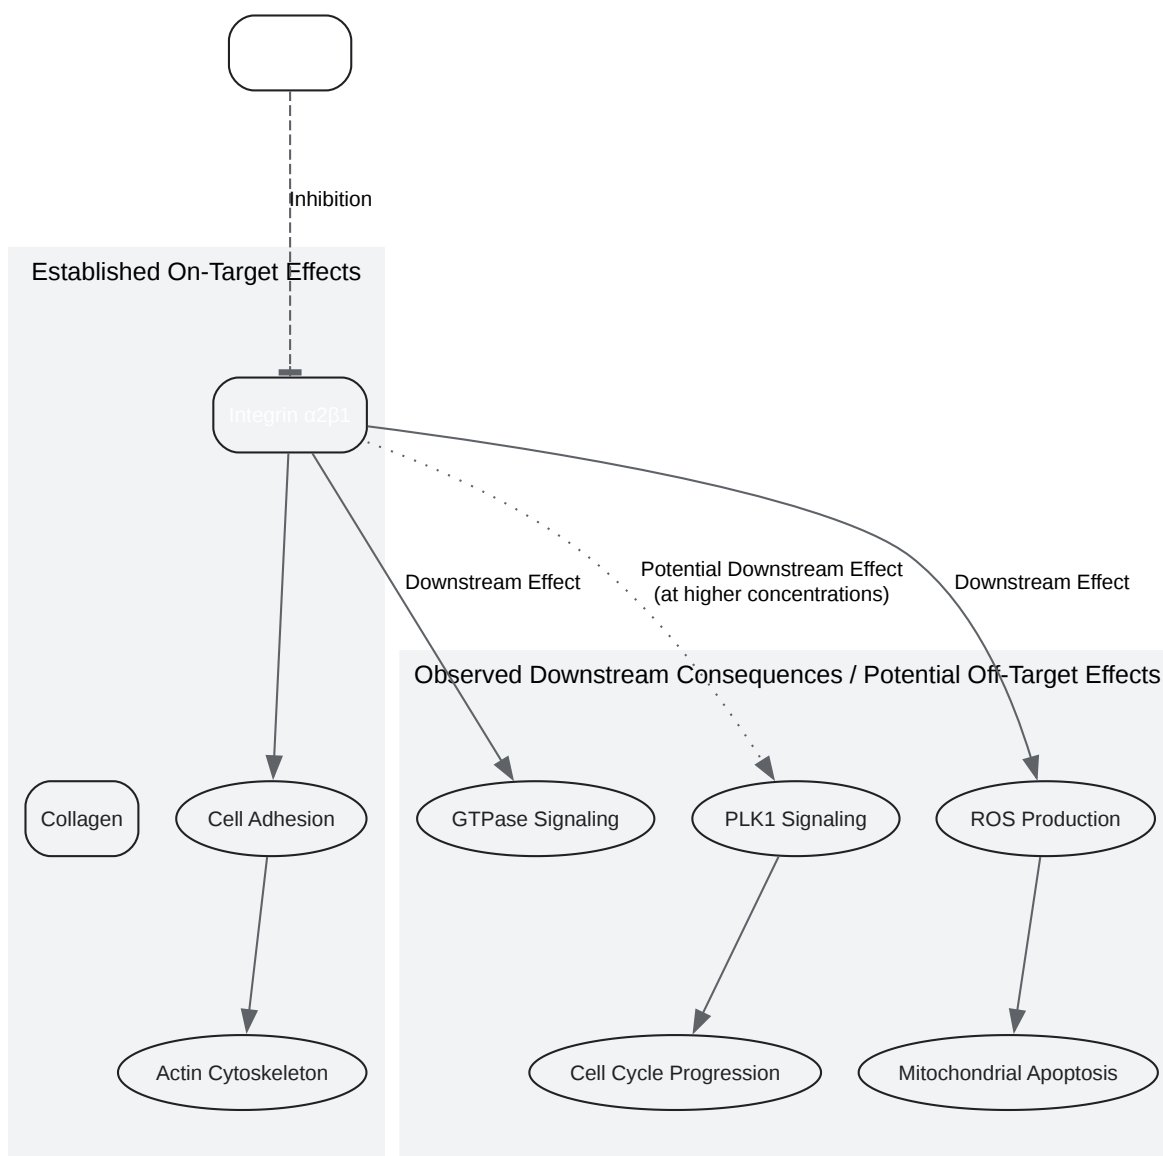 Inhibition
Established On-Target Effects
Integrin α2β1
Downstream Effect
Potential Downstream Effect
(at higher concentrations)
Downstream Effect
Observed Downstream Consequences / Potential Off-Target Effects
Collagen
Cell Adhesion
GTPase Signaling
PLK1 Signaling
ROS Production
Actin Cytoskeleton
Cell Cycle Progression
Mitochondrial Apoptosis